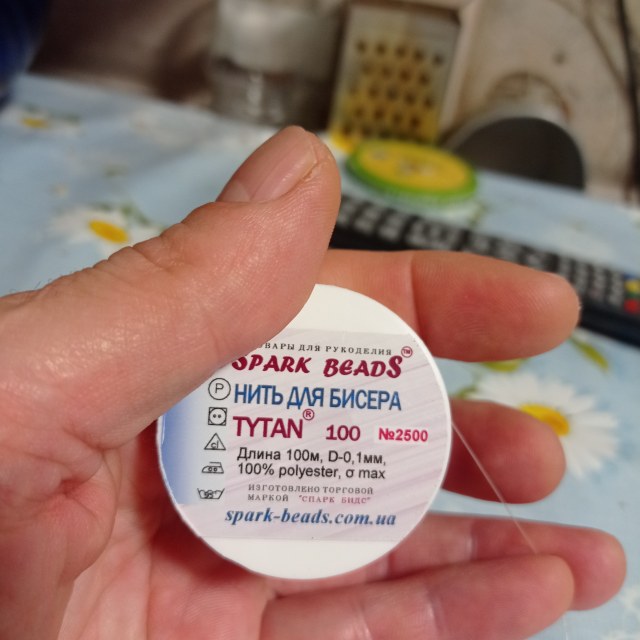 ТОВАРЫ ДЛЯ РУКОДЕЛИЯ
SPARK BEADS™
P НИТЬ ДЛЯ БИСЕРА
TYTAN® 100 №2500
Длина 100м, D-0,1мм,
100% polyester, σ max
ИЗГОТОВЛЕНО ТОРГОВОЙ
МАРКОЙ "СПАРК БИДС"
spark-beads.com.ua